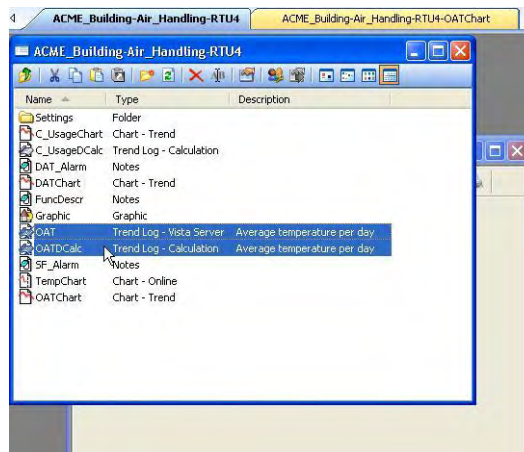 ACME_Building-Air_Handling-RTU4 ACME_Building-Air_Handling-RTU4-OATChart
ACME_Building-Air_Handling-RTU4
Name Type Description
Settings Folder
C_UsageChart Chart - Trend
C_UsageDCalc Trend Log - Calculation
DAT_Alarm Notes
DATChart Chart - Trend
FuncDescr Notes
Graphic Graphic
OAT Trend Log - Vista Server Average temperature per day
OATDCalc Trend Log - Calculation Average temperature per day
SF_Alarm Notes
TempChart Chart - Online
OATChart Chart - Trend